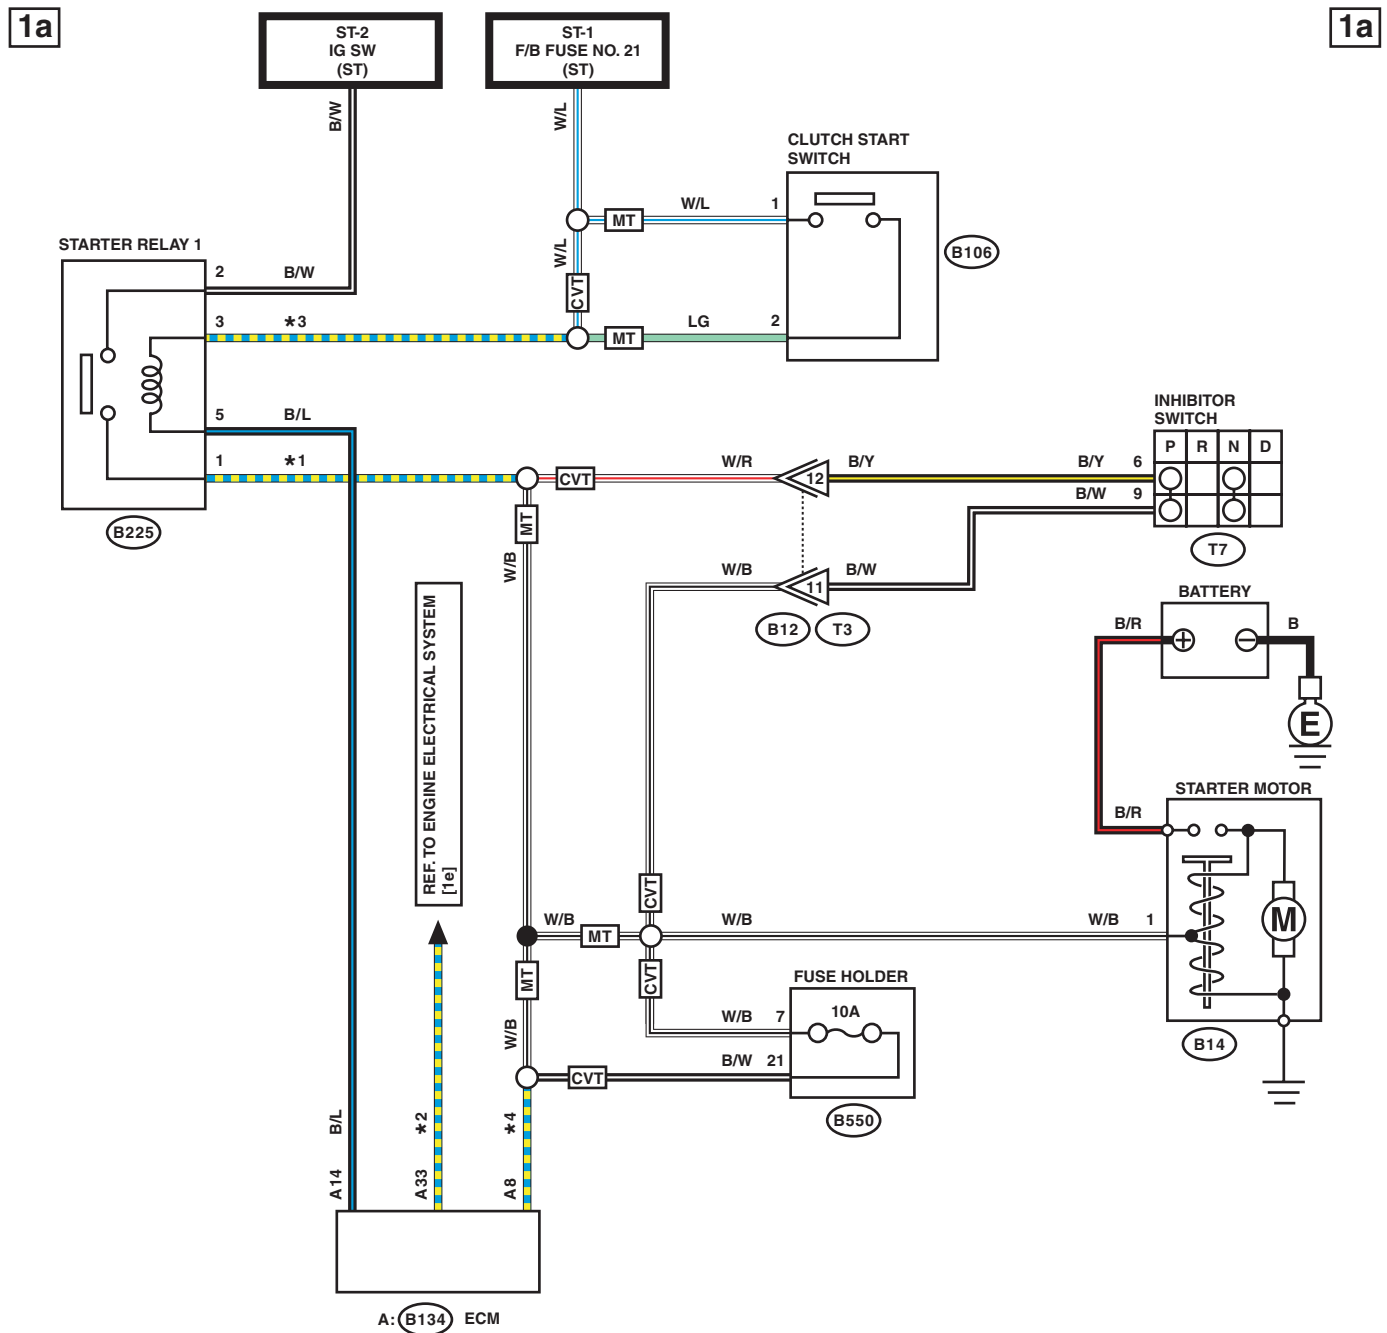 1a
ST-2
IG SW
(ST)
ST-1
F/B FUSE NO. 21
(ST)
1a
B/W
W/L
CLUTCH START
SWITCH
MT
W/L
1
W/L
CVT
B106
STARTER RELAY 1
2
B/W
3
*3
MT
LG
2
5
B/L
1
*1
CVT
W/R
12
B/Y
B/Y
6
INHIBITOR
SWITCH
P
R
N
D
B/W
9
T7
B225
MT
W/B
W/B
11
B/W
B12
T3
BATTERY
B/R
B
E
REF. TO ENGINE ELECTRICAL SYSTEM
[1e]
STARTER MOTOR
B/R
M
CVT
W/B
MT
W/B
W/B
1
MT
CVT
FUSE HOLDER
10A
W/B
7
B/W
21
W/B
CVT
B550
B14
B/L
*2
*4
A14
A33
A8
A:
B134
ECM